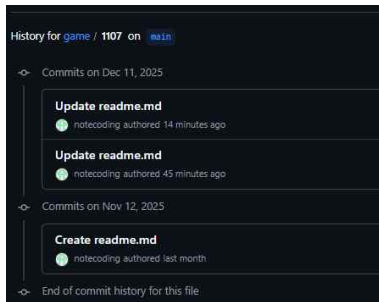 History for game / 1107 on main
Commits on Dec 11, 2025
Update readme.md
notecoding authored 14 minutes ago
Update readme.md
notecoding authored 45 minutes ago
Commits on Nov 12, 2025
Create readme.md
notecoding authored last month
End of commit history for this file